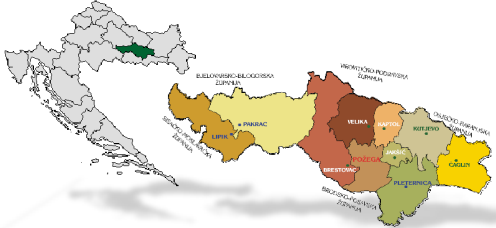 BJELOVARSKO-BILOGORSKA
ŽUPANIJA
VIROVITIČKO-PODRAVSKA
ŽUPANIJA
OSJEČKO-BARANJSKA
ŽUPANIJA
SISAČKO-MOSLAVAČKA
ŽUPANIJA
BRODSKO-POSAVSKA
ŽUPANIJA
PAKRAC
LIPIK
VELIKA
KAPTOL
KUTJEVO
JAKŠIĆ
ČAGLIN
POŽEGA
BRESTOVAC
PLETERNICA